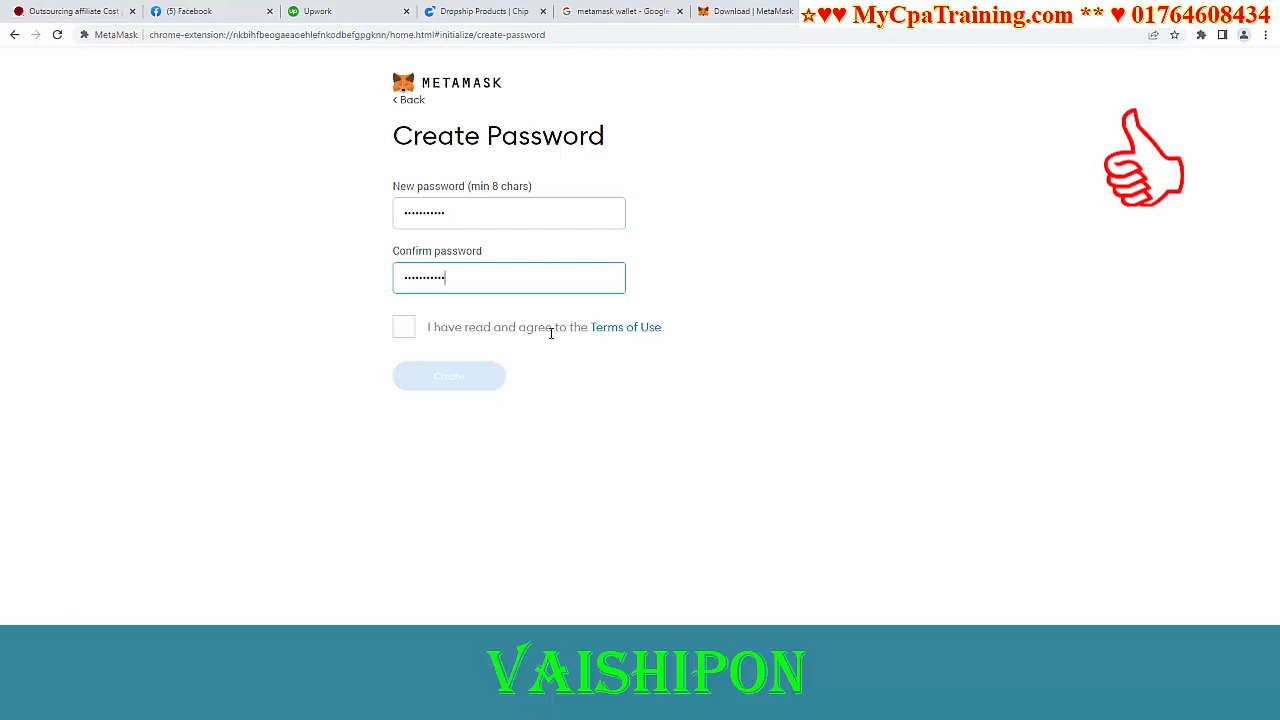 Outsourcing affiliate Cost
(5) Facebook
Upwork
Dropship Products | Chip
metamask wallet - Google
Download | MetaMask
☆♥♥ MyCpaTraining.com ** ♥ 01764608434
MetaMask
chrome-extension://nkbihfbeogaeaoehlefnkodbefgpgknn/home.html#initialize/create-password
METAMASK
< Back
Create Password
New password (min 8 chars)
•••••••••••
Confirm password
•••••••••••
I have read and agree to the Terms of Use
Create
VAISHIPON